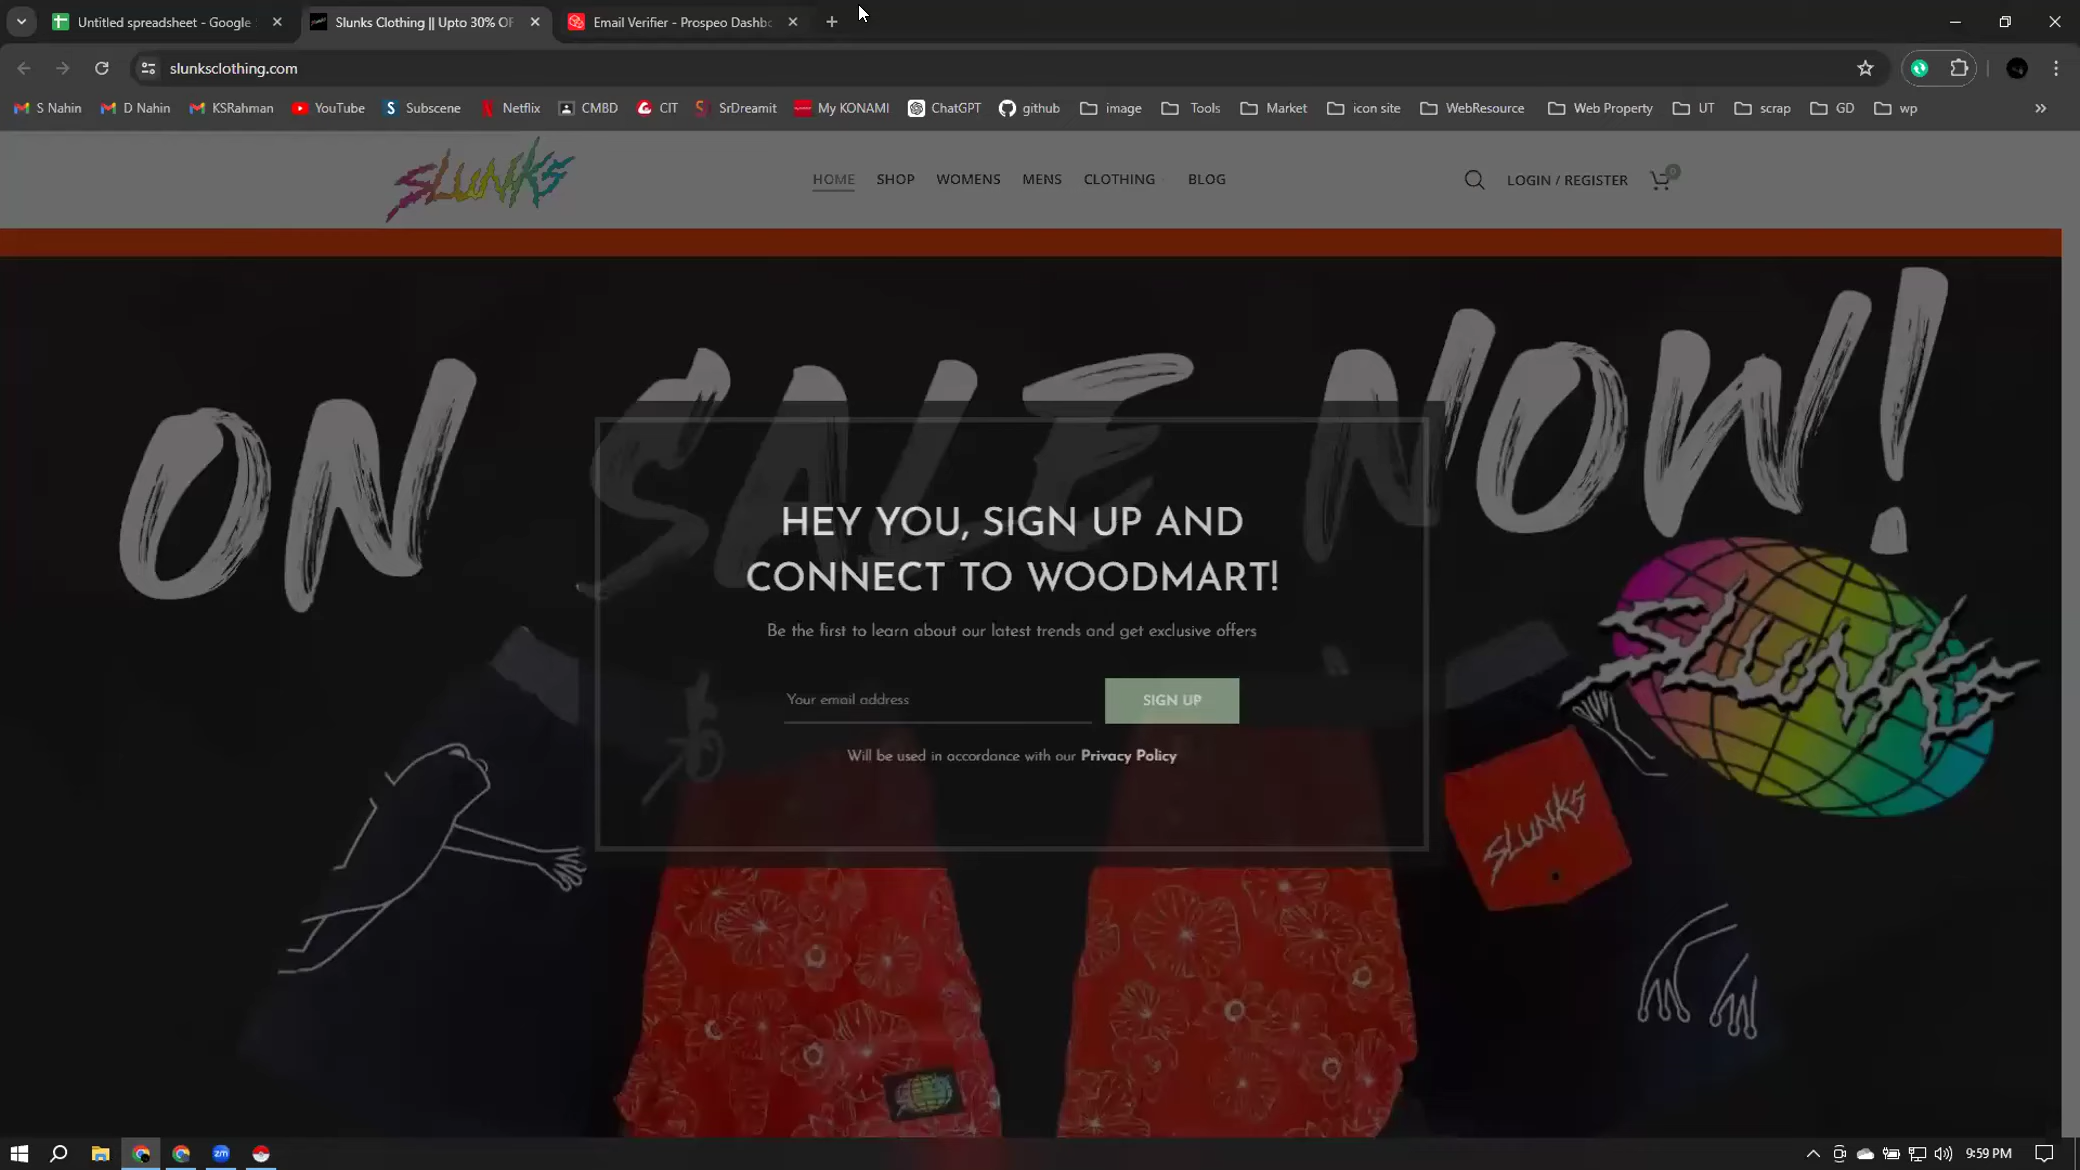 Untitled spreadsheet - Google
Slunks Clothing || Upto 30% OF
Email Verifier - Prospeo Dashbo
slunksclothing.com
S Nahin
D Nahin
KSRahman
YouTube
Subscene
Netflix
CMBD
CIT
SrDreamit
My KONAMI
ChatGPT
github
image
Tools
Market
icon site
WebResource
Web Property
UT
scrap
GD
wp
»
SLUNKS
HOME
SHOP
WOMENS
MENS
CLOTHING
BLOG
LOGIN / REGISTER
0
ON SALE NOW!
HEY YOU, SIGN UP AND
CONNECT TO WOODMART!
Be the first to learn about our latest trends and get exclusive offers
Your email address
SIGN UP
Will be used in accordance with our Privacy Policy
SLUNKS
SLUNKS
zm
9:59 PM